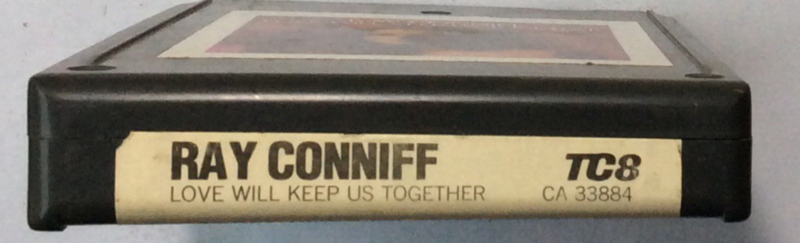 RAY CONNIFF
LOVE WILL KEEP US TOGETHER
TC8
CA 33884